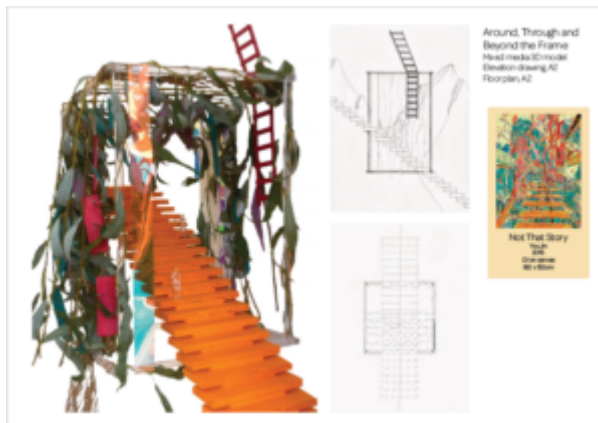 Around, Through and
Beyond the Frame
Mixed media 3D model
Elevation drawing, A2
Floorplan, A2
Not That Story
Oil on canvas